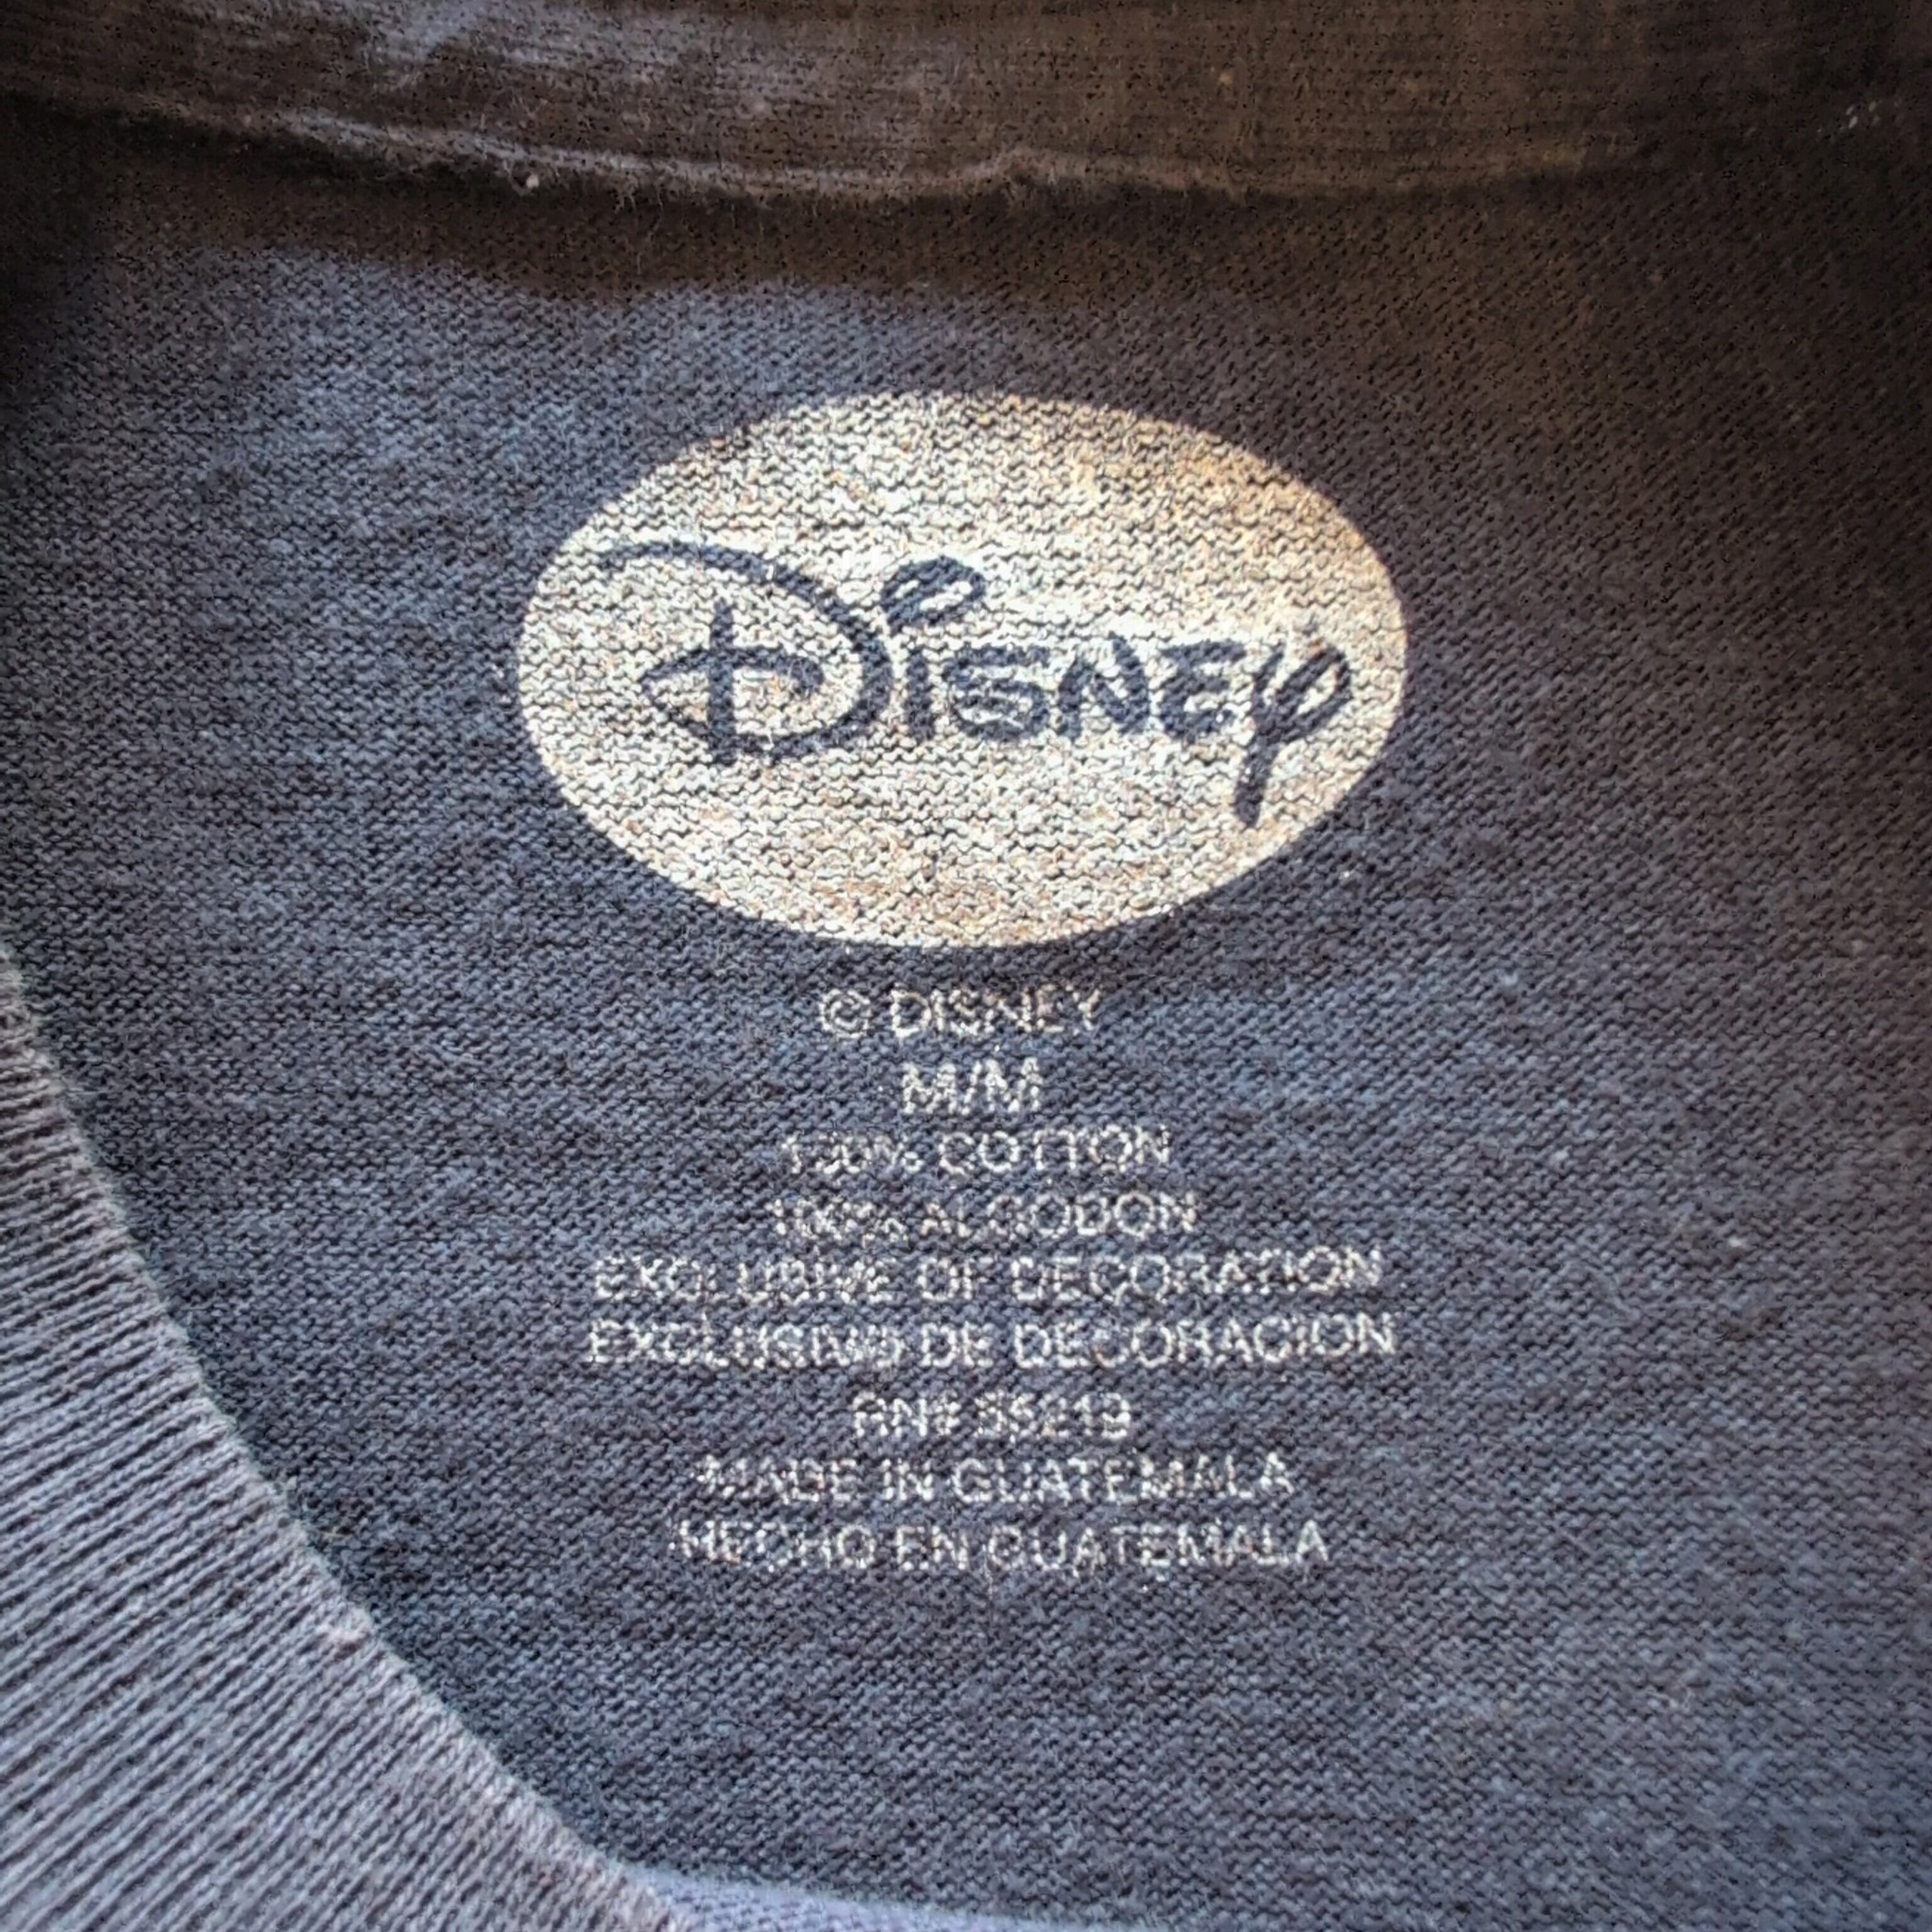 Disney
© DISNEY
M/M
100% COTTON
100% ALGODON
EXCLUSIVE OF DECORATION
EXCLUSIVO DE DECORACION
RN# 55219
MADE IN GUATEMALA
HECHO EN GUATEMALA